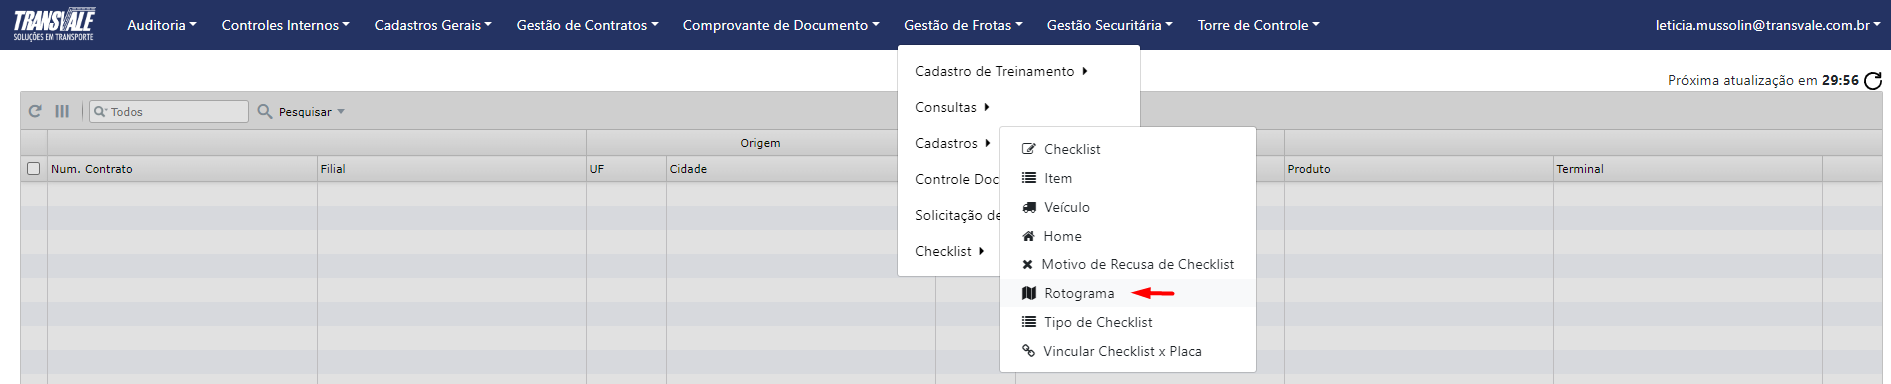 TRANSVALE
SOLUÇÕES EM TRANSPORTE
Auditoria
Controles Internos
Cadastros Gerais
Gestão de Contratos
Comprovante de Documento
Gestão de Frotas
Gestão Securitária
Torre de Controle
leticia.mussolin@transvale.com.br
Próxima atualização em 29:56
Todos
Pesquisar
Origem
Num. Contrato
Filial
UF
Cidade
Produto
Terminal
Cadastro de Treinamento
Consultas
Cadastros
Controle Doc
Solicitação de
Checklist
Checklist
Item
Veículo
Home
Motivo de Recusa de Checklist
Rotograma
Tipo de Checklist
Vincular Checklist x Placa